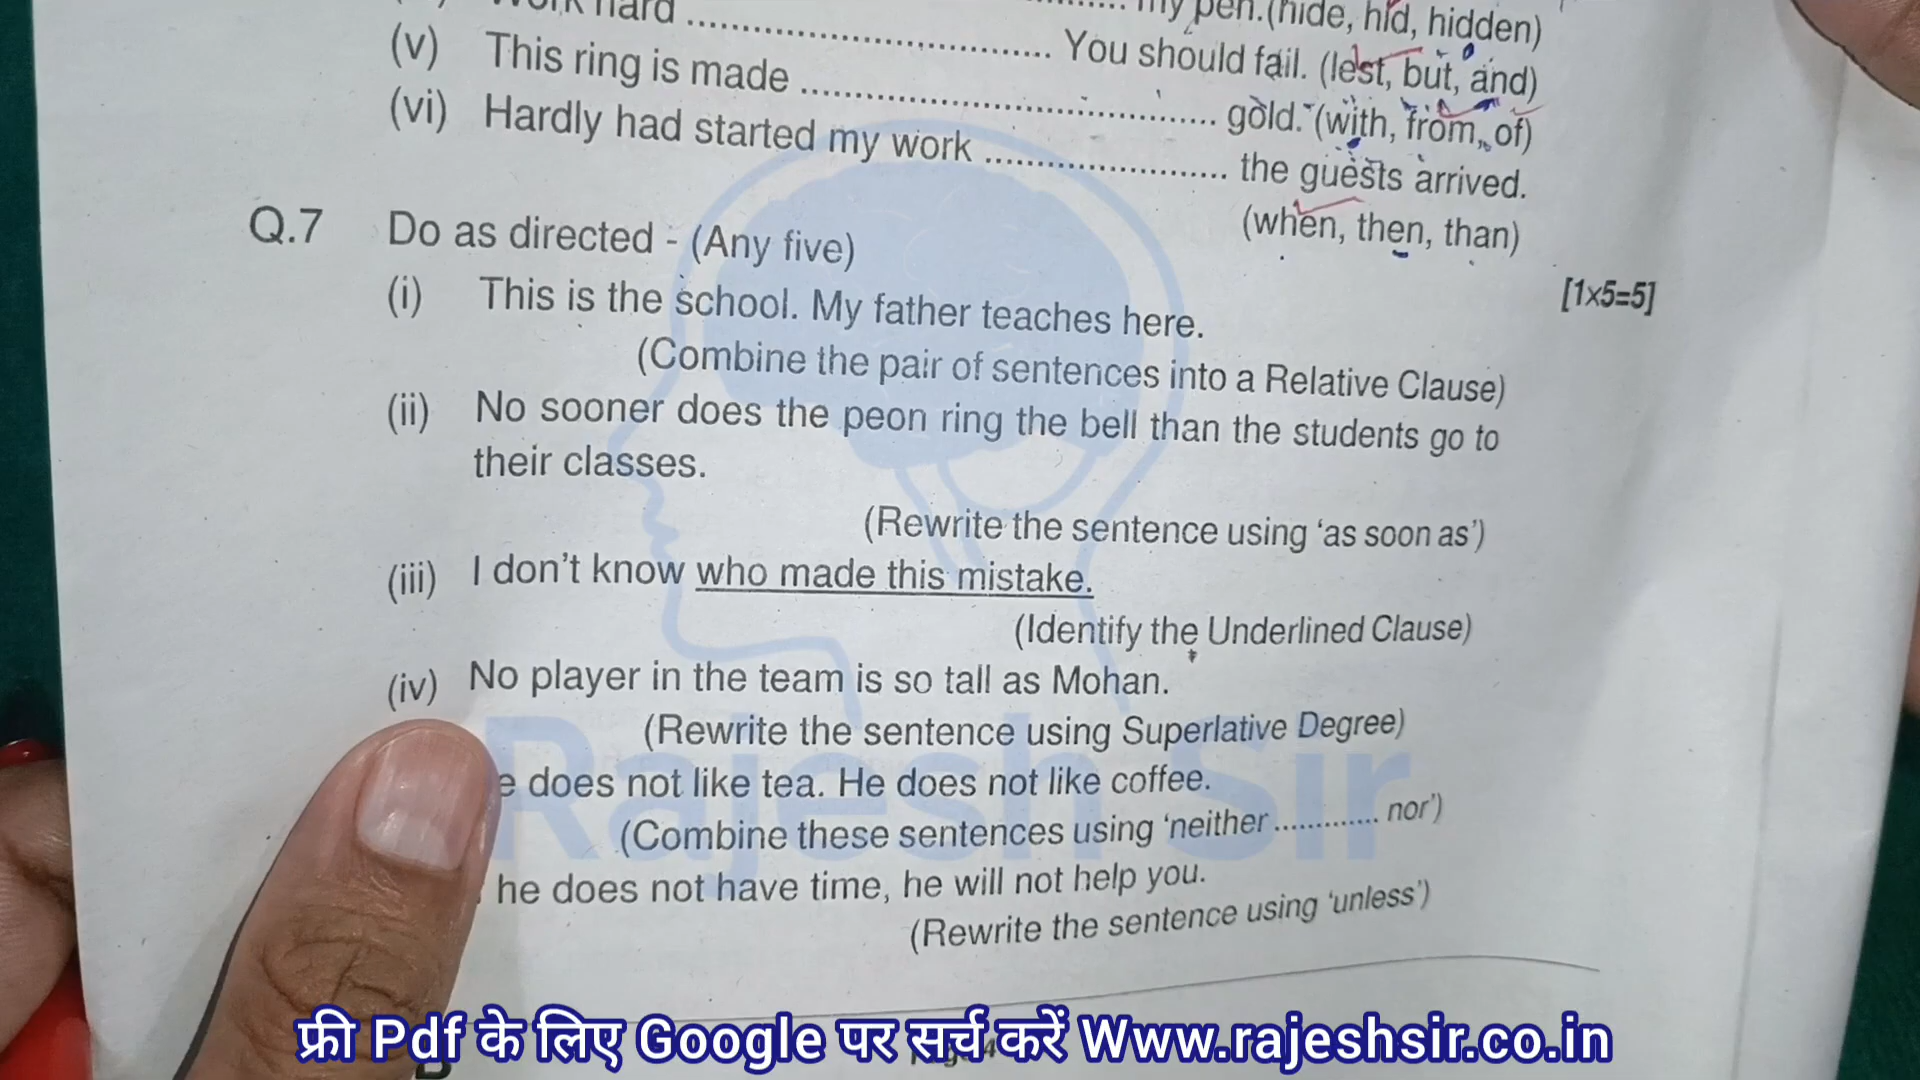 Work hard .................................. You should fail. (lest, but, and)
my pen.(hide, hid, hidden)
(v) This ring is made ....................................... gold. (with, from, of)
(vi) Hardly had started my work ....................... the guests arrived.
(when, then, than)
Q.7 Do as directed - (Any five)
[1×5=5]
(i) This is the school. My father teaches here.
(Combine the pair of sentences into a Relative Clause)
(ii) No sooner does the peon ring the bell than the students go to
their classes.
(Rewrite the sentence using ‘as soon as’)
(iii) I don’t know who made this mistake.
(Identify the Underlined Clause)
(iv) No player in the team is so tall as Mohan.
(Rewrite the sentence using Superlative Degree)
does not like tea. He does not like coffee.
(Combine these sentences using ‘neither ............. nor’)
he does not have time, he will not help you.
(Rewrite the sentence using ‘unless’)
Rajesh Sir
फ्री Pdf के लिए Google पर सर्च करें Www.rajeshsir.co.in